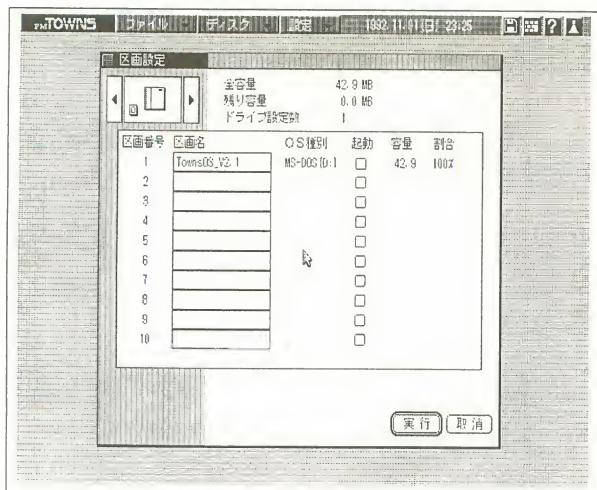 FM TOWNS ファイル ディスク 設定 1992.11.01(日) 23:25 ?
区画設定
全容量 42.9 MB
残り容量 0.0 MB
ドライブ設定数 1
区画番号 区画名 OS種別 起動 容量 割合
1 TownsOS_V2.1 MS-DOS(D:) 42.9 100%
2
3
4
5
6
7
8
9
10
実行 取消